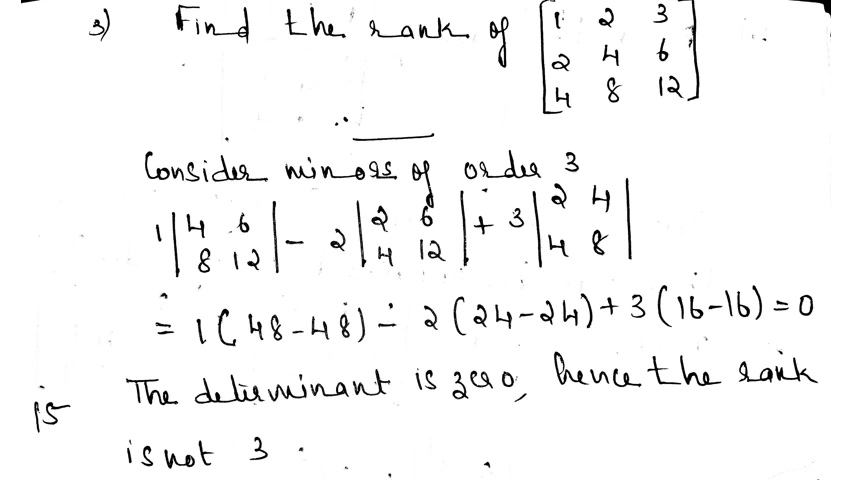 3) Find the rank of [1 2 3
2 4 6
4 8 12]
Consider minors of order 3
1 |4 6| - 2 |2 6| + 3 |2 4|
|8 12| |4 12| |4 8|
= 1(48-48) - 2(24-24) + 3(16-16) = 0
is The determinant is zero, hence the rank
is not 3.